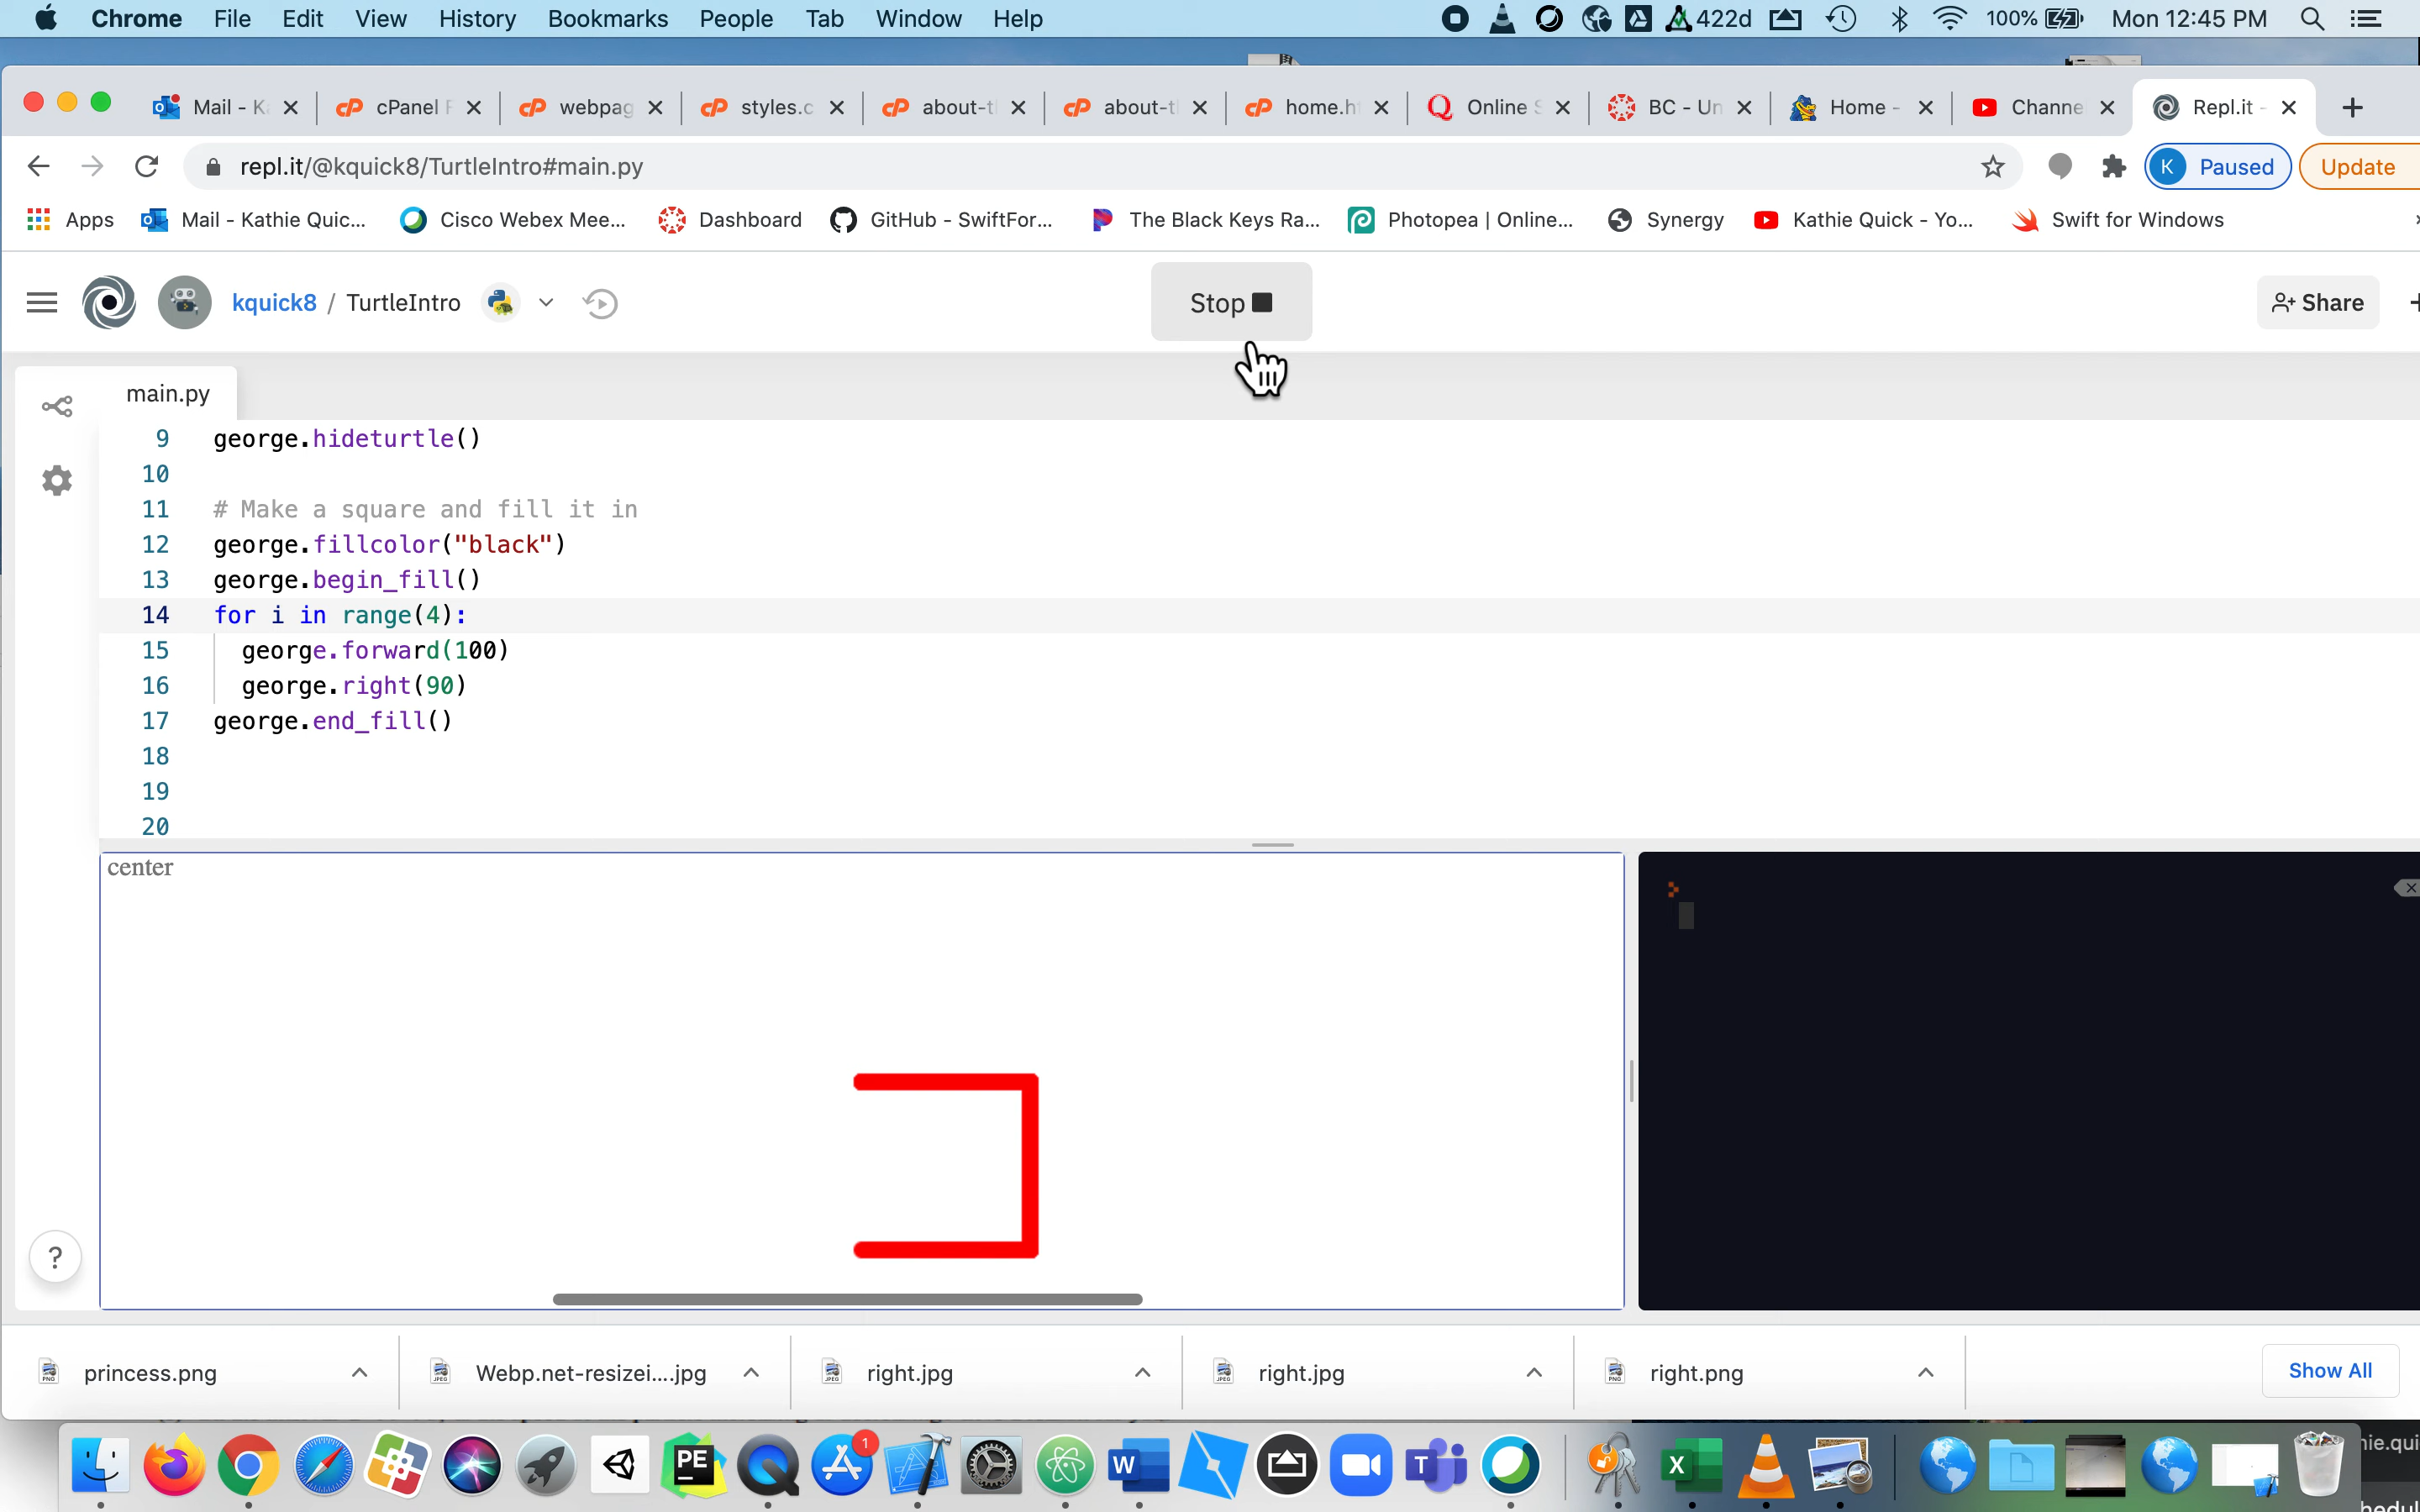 Chrome File Edit View History Bookmarks People Tab Window Help 422d 100% Mon 12:45 PM
Mail - K cPanel F webpag styles.c about-t about-t home.h Online S BC - Un Home - Channe Repl.it -
repl.it/@kquick8/TurtleIntro#main.py K Paused Update
Apps Mail - Kathie Quic... Cisco Webex Mee... Dashboard GitHub - SwiftFor... The Black Keys Ra... Photopea | Online... Synergy Kathie Quick - Yo... Swift for Windows
kquick8 / TurtleIntro Stop Share
main.py
9 george.hideturtle()
10
11 # Make a square and fill it in
12 george.fillcolor("black")
13 george.begin_fill()
14 for i in range(4):
15 george.forward(100)
16 george.right(90)
17 george.end_fill()
18
19
20
center
?
princess.png Webp.net-resizei....jpg right.jpg right.jpg right.png Show All
PE 1 W T X